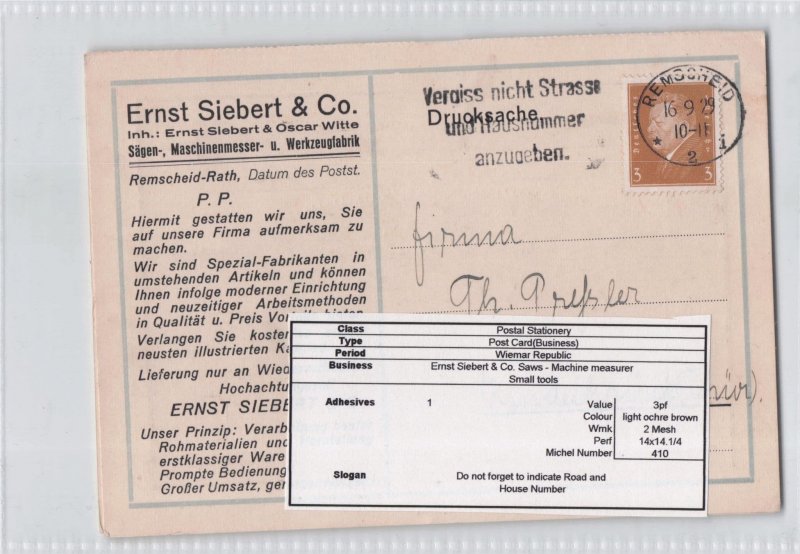 Ernst Siebert & Co.
Inh.: Ernst Siebert & Oscar Witte
Sägen-, Maschinenmesser- u. Werkzeugfabrik
Remscheid-Rath, Datum des Postst.
P. P.
Hiermit gestatten wir uns, Sie
auf unsere Firma aufmerksam zu
machen.
Wir sind Spezial-Fabrikanten in
umstehenden Artikeln und können
Ihnen infolge moderner Einrichtung
und neuzeitiger Arbeitsmethoden
in Qualität u. Preis
Verlangen Sie
neusten illustrierten
Lieferung nur an
ERNST
Unser Prinzip:
Rohmaterialien und
erstklassiger Ware
Prompte Bedienung
Großer Umsatz,
Vergiss nicht Strasse
Drucksache
und Hausnummer
anzugeben.
REMSCHEID
16.9.29
10-11
* 2 i
3 3
Firma
Th. Preßler
Class Postal Stationery
Type Post Card(Business)
Period Wiemar Republic
Business Ernst Siebert & Co. Saws - Machine measurer
Small tools
Adhesives 1 Value 3pf
Colour light ochre brown
Wmk 2 Mesh
Perf 14x14.1/4
Michel Number 410
Slogan Do not forget to indicate Road and
House Number